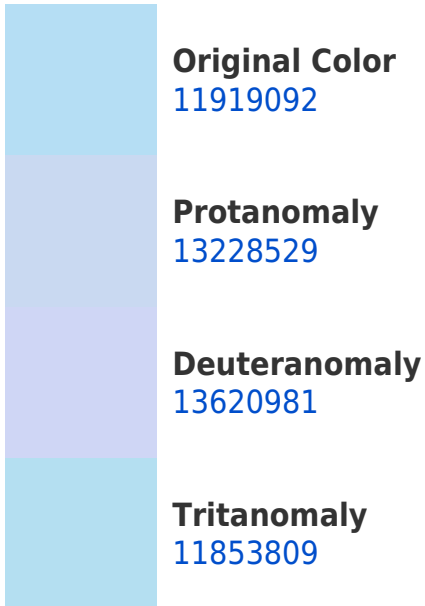 Original Color
11919092
Protanomaly
13228529
Deuteranomaly
13620981
Tritanomaly
11853809